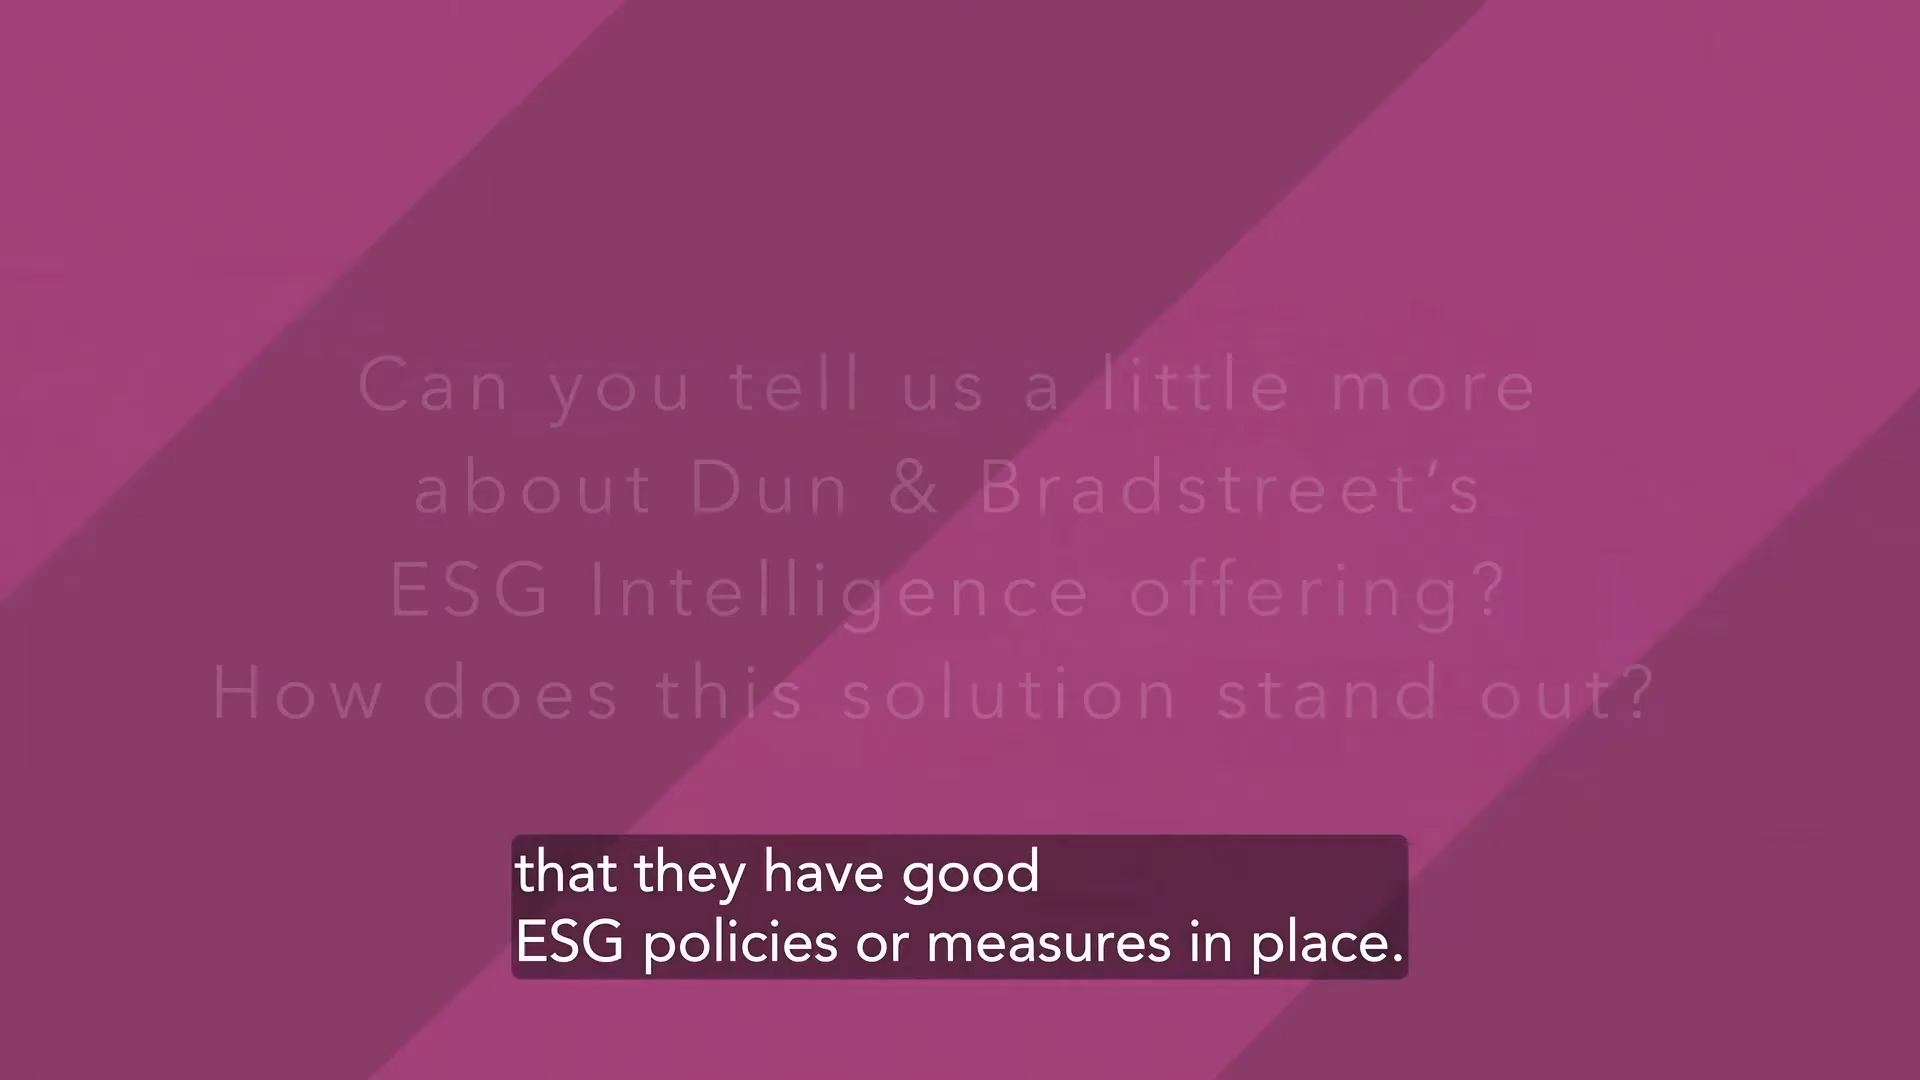 Can you tell us a little more
about Dun & Bradstreet’s
ESG Intelligence offering?
How does this solution stand out?
that they have good
ESG policies or measures in place.